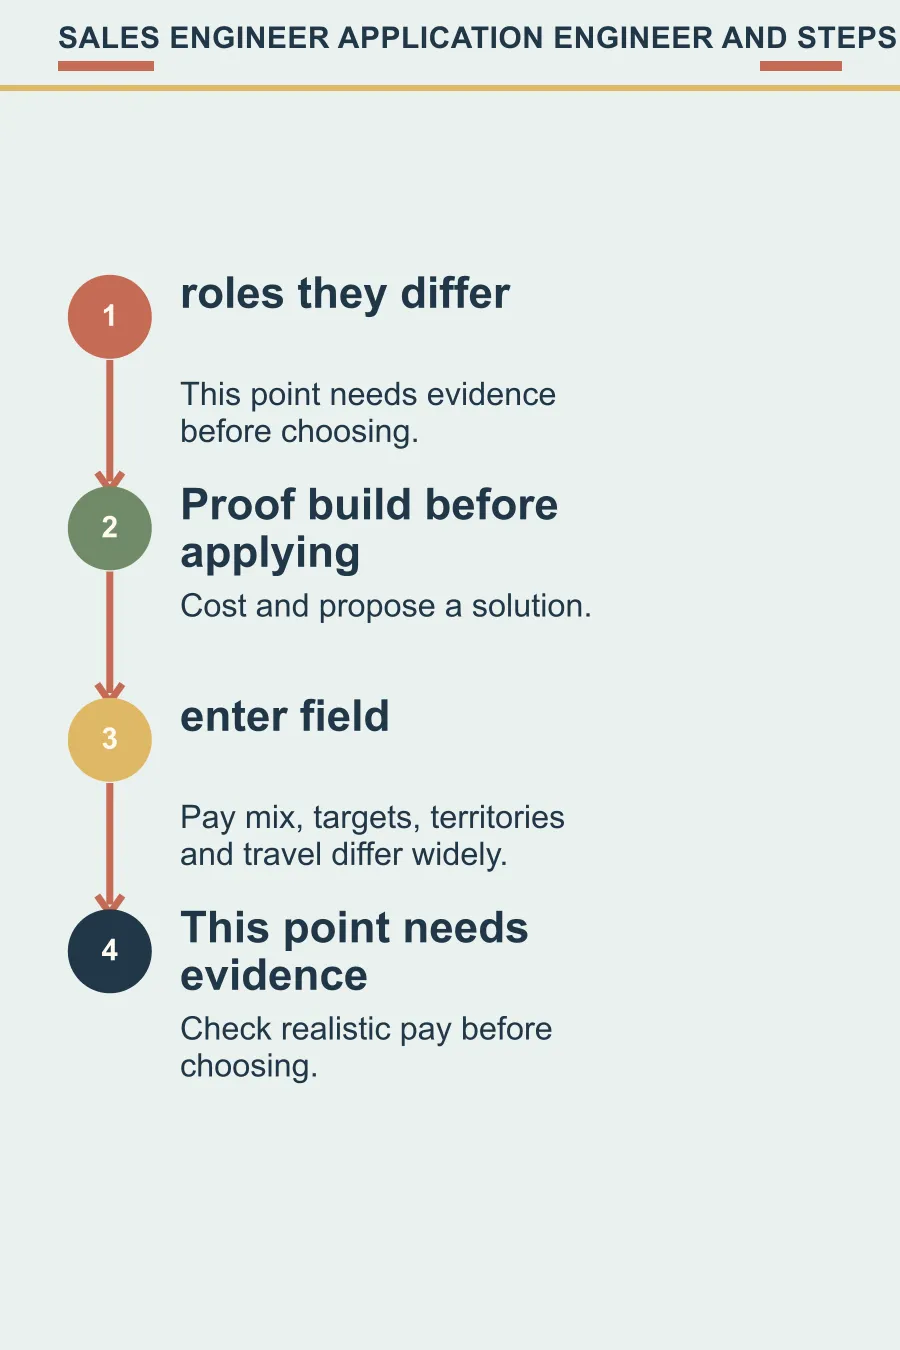 SALES ENGINEER APPLICATION ENGINEER AND STEPS
1
roles they differ
This point needs evidence
before choosing.
2
Proof build before
applying
Cost and propose a solution.
3
enter field
Pay mix, targets, territories
and travel differ widely.
4
This point needs
evidence
Check realistic pay before
choosing.